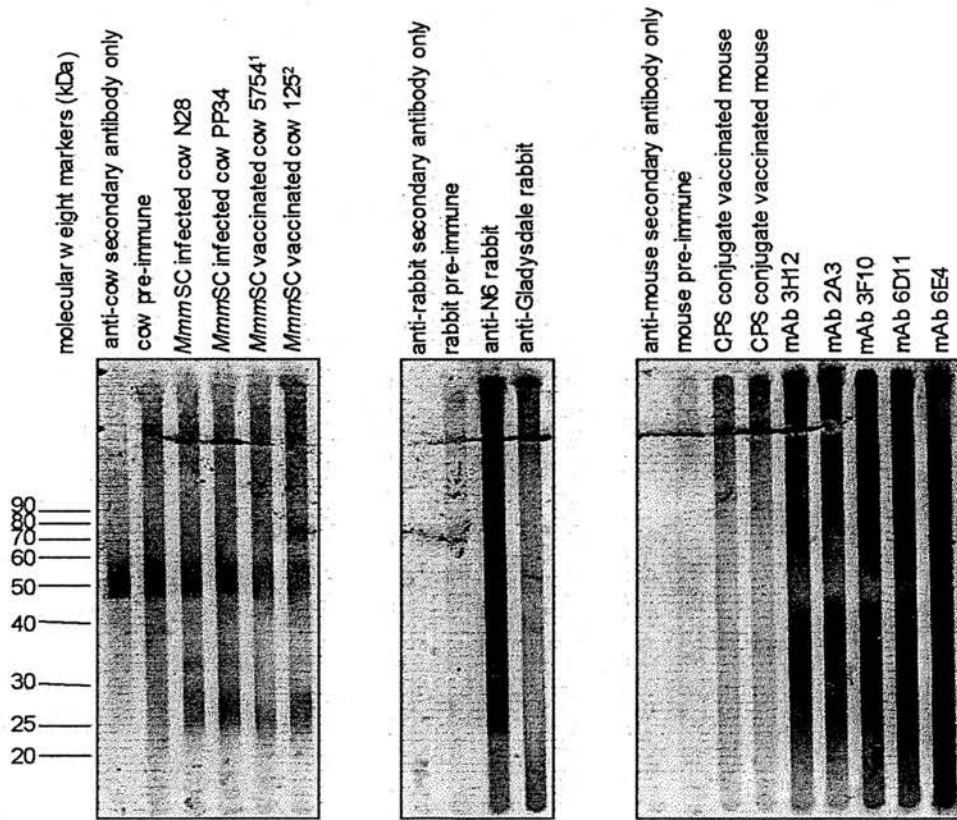 molecular w eight markers (kDa)
anti-cow secondary antibody only
cow pre-immune
MmmSC infected cow N28
MmmSC infected cow PP34
MmmSC vaccinated cow 5754¹
MmmSC vaccinated cow 125²
anti-rabbit secondary antibody only
rabbit pre-immune
anti-N6 rabbit
anti-Gladysdale rabbit
anti-mouse secondary antibody only
mouse pre-immune
CPS conjugate vaccinated mouse
CPS conjugate vaccinated mouse
mAb 3H12
mAb 2A3
mAb 3F10
mAb 6D11
mAb 6E4
90
80
70
60
50
40
30
25
20